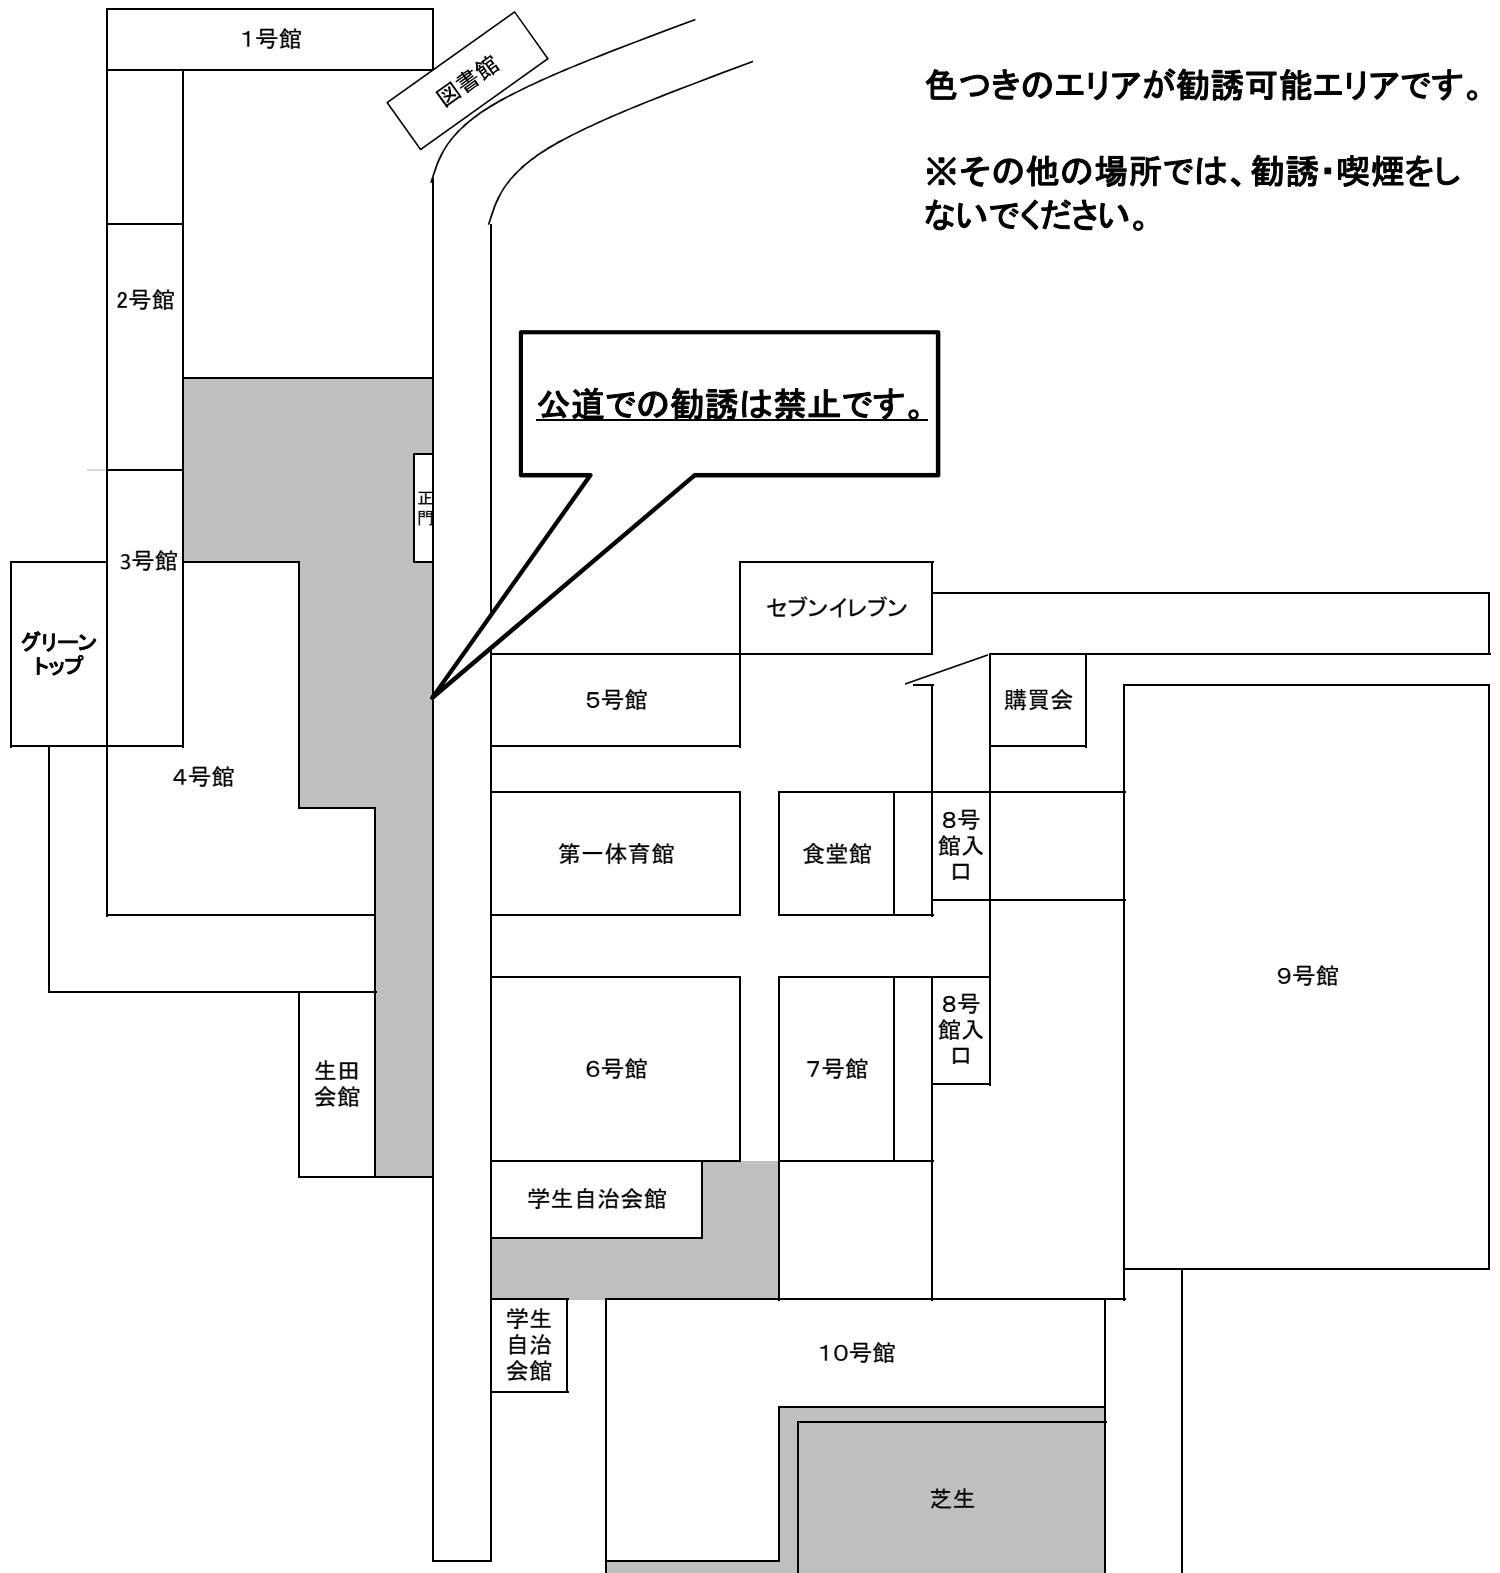 1号館
図書館
色つきのエリアが勧誘可能エリアです。
※その他の場所では、勧誘・喫煙をし
ないでください。
2号館
公道での勧誘は禁止です。
正
門
3号館
セブンイレブン
グリーン
トップ
5号館
購買会
4号館
第一体育館
食堂館
8号
館入
口
9号館
6号館
7号館
8号
館入
口
生田
会館
学生自治会館
学生
自治
会館
10号館
芝生